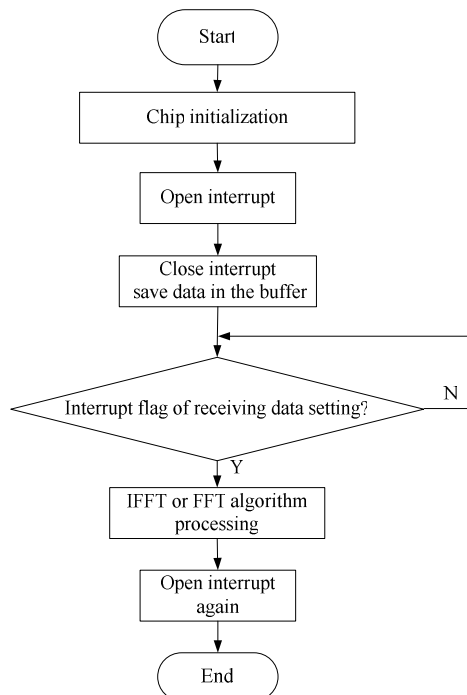 Start
Chip initialization
Open interrupt
Close interrupt
save data in the buffer
Interrupt flag of receiving data setting?
N
Y
IFFT or FFT algorithm
processing
Open interrupt
again
End